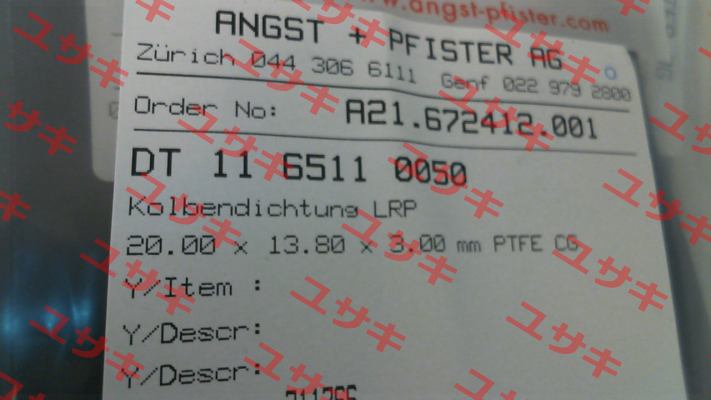 www.angst-pfister.com
ANGST + PFISTER AG
Zürich 044 306 6111 Genf 022 979 2800
Order No: A21.672412.001
DT 11 6511 0050
Kolbendichtung LRP
20.00 x 13.80 x 3.00 mm PTFE CG
Y/Item :
Y/Descr:
Y/Descr:
ユサキ